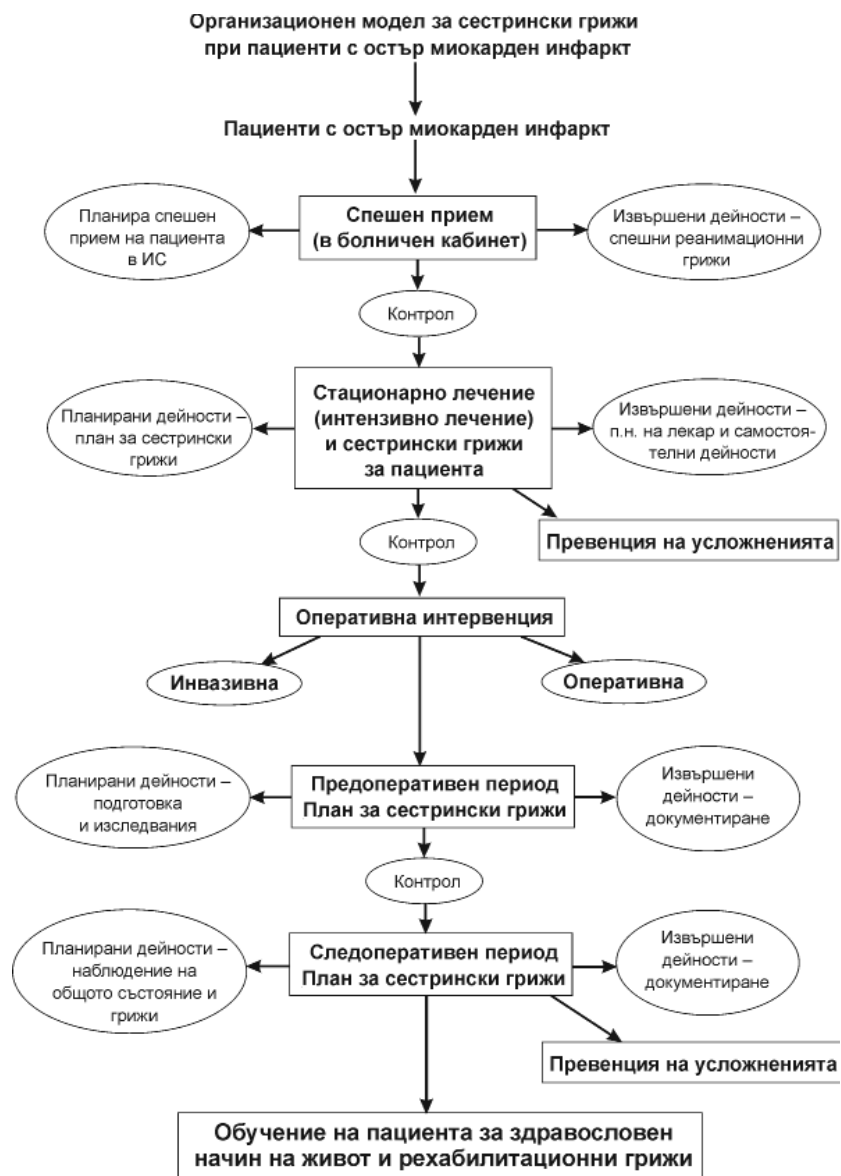 Организационен модел за сестрински грижи
при пациенти с остър миокарден инфаркт
Пациенти с остър миокарден инфаркт
Планира спешен
прием на пациента
в ИС
Спешен прием
(в болничен кабинет)
Извършени дейности –
спешни реанимационни
грижи
Контрол
Планирани дейности –
план за сестрински
грижи
Стационарно лечение
(интензивно лечение)
и сестрински грижи
за пациента
Извършени дейности –
п.н. на лекар и самостоя-
телни дейности
Контрол
Превенция на усложненията
Оперативна интервенция
Инвазивна
Оперативна
Планирани дейности –
подготовка
и изследвания
Предоперативен период
План за сестрински грижи
Извършени
дейности –
документиране
Контрол
Планирани дейности –
наблюдение на
общото състояние и
грижи
Следоперативен период
План за сестрински грижи
Извършени
дейности –
документиране
Превенция на усложненията
Обучение на пациента за здравословен
начин на живот и рехабилитационни грижи